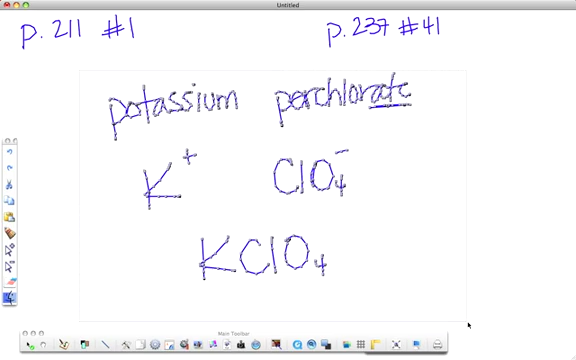 Untitled
p. 211 #1 p. 237 #41
potassium perchlorate
K⁺ ClO₄⁻
KClO₄
Main Toolbar